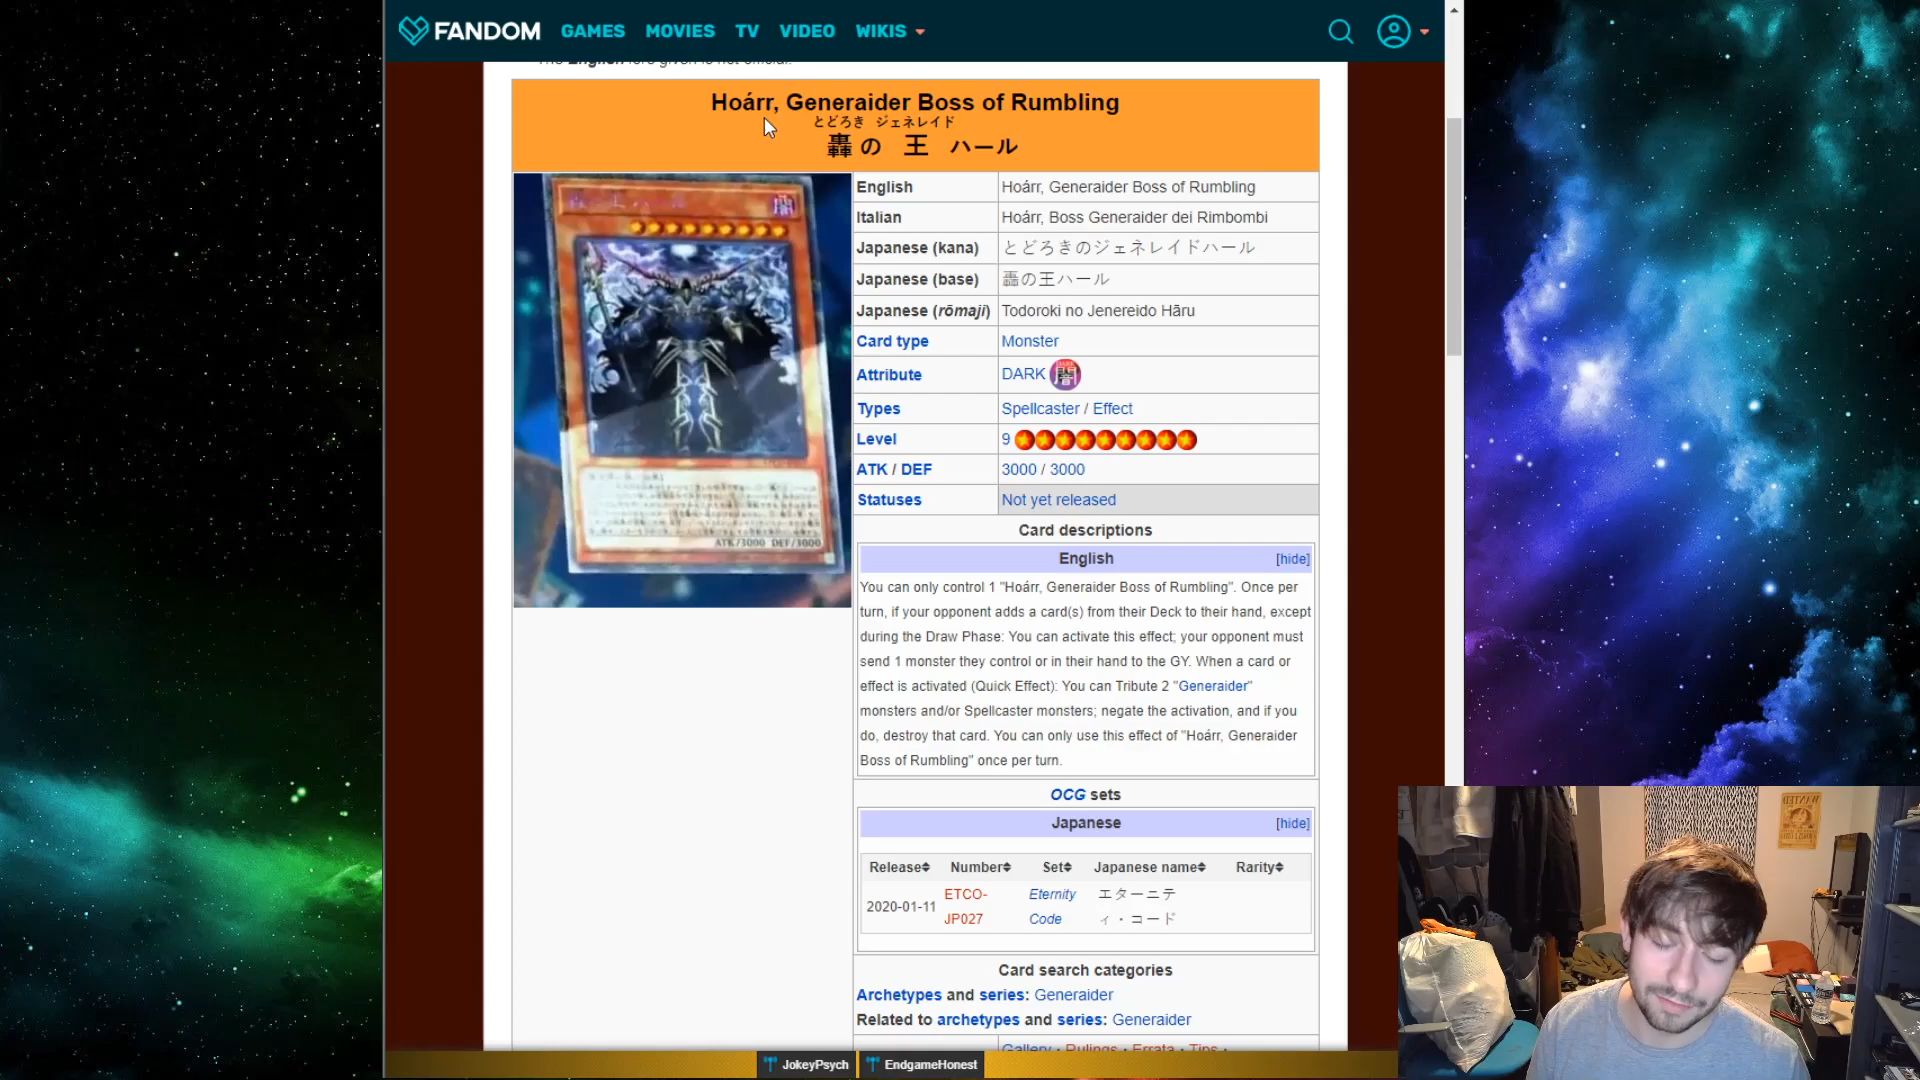 FANDOM GAMES MOVIES TV VIDEO WIKIS
Hoárr, Generaider Boss of Rumbling
とどろき ジェネレイド
轟の 王 ハール
English Hoárr, Generaider Boss of Rumbling
Italian Hoárr, Boss Generaider dei Rimbombi
Japanese (kana) とどろきのジェネレイドハール
Japanese (base) 轟の王ハール
Japanese (rōmaji) Todoroki no Jenereido Hāru
Card type Monster
Attribute DARK 闇
Types Spellcaster / Effect
Level 9
ATK / DEF 3000 / 3000
Statuses Not yet released
Card descriptions
English [hide]
You can only control 1 "Hoárr, Generaider Boss of Rumbling". Once per
turn, if your opponent adds a card(s) from their Deck to their hand, except
during the Draw Phase: You can activate this effect; your opponent must
send 1 monster they control or in their hand to the GY. When a card or
effect is activated (Quick Effect): You can Tribute 2 "Generaider"
monsters and/or Spellcaster monsters; negate the activation, and if you
do, destroy that card. You can only use this effect of "Hoárr, Generaider
Boss of Rumbling" once per turn.
OCG sets
Japanese [hide]
Release Number Set Japanese name Rarity
2020-01-11 ETCO-JP027 Eternity Code エターニティ・コード
Card search categories
Archetypes and series: Generaider
Related to archetypes and series: Generaider
Gallery · Rulings · Errata · Tips ·
闇
ATK/3000 DEF/3000
WANTED
JokeyPsych EndgameHonest